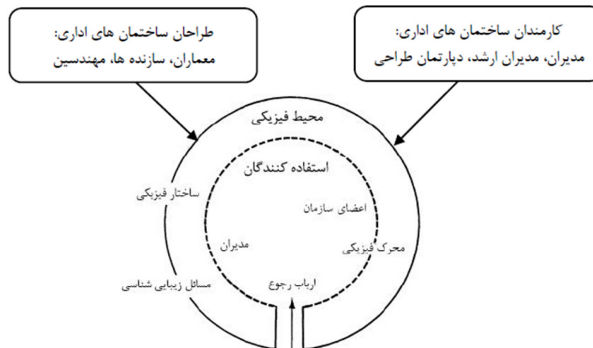 کارمندان ساختمان های اداری:
مدیران، مدیران ارشد، دپارتمان طراحی
طراحان ساختمان های اداری:
معماران، سازنده ها، مهندسین
محیط فیزیکی
استفاده کنندگان
ساختار فیزیکی
اعضای سازمان
محرک فیزیکی
مدیران
ارباب رجوع
مسائل زیبایی شناسی